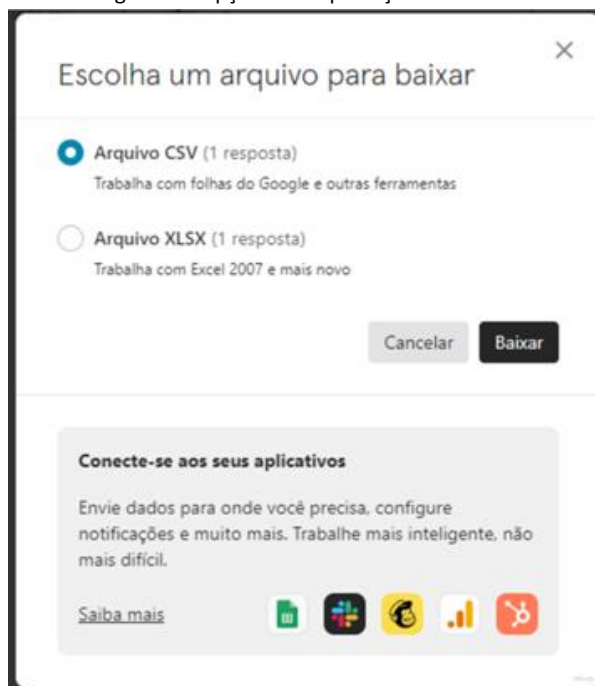 Escolha um arquivo para baixar
Arquivo CSV (1 resposta)
Trabalha com folhas do Google e outras ferramentas
Arquivo XLSX (1 resposta)
Trabalha com Excel 2007 e mais novo
Cancelar Baixar
Conecte-se aos seus aplicativos
Envie dados para onde você precisa, configure
notificações e muito mais. Trabalhe mais inteligente, não
mais difícil.
Saiba mais